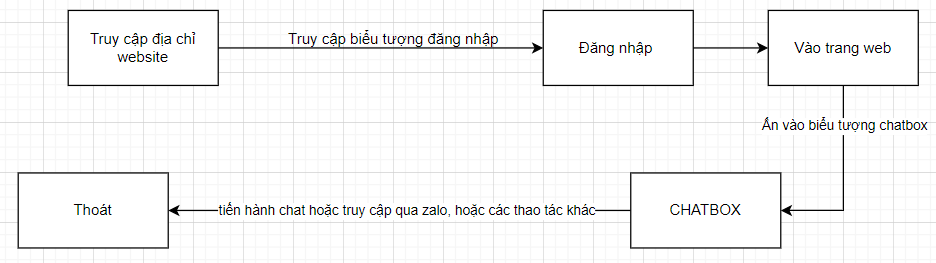 Truy cập địa chỉ
website
Truy cập biểu tượng đăng nhập
Đăng nhập
Vào trang web
Ấn vào biểu tượng chatbox
Thoát
tiến hành chat hoặc truy cập qua zalo, hoặc các thao tác khác
CHATBOX